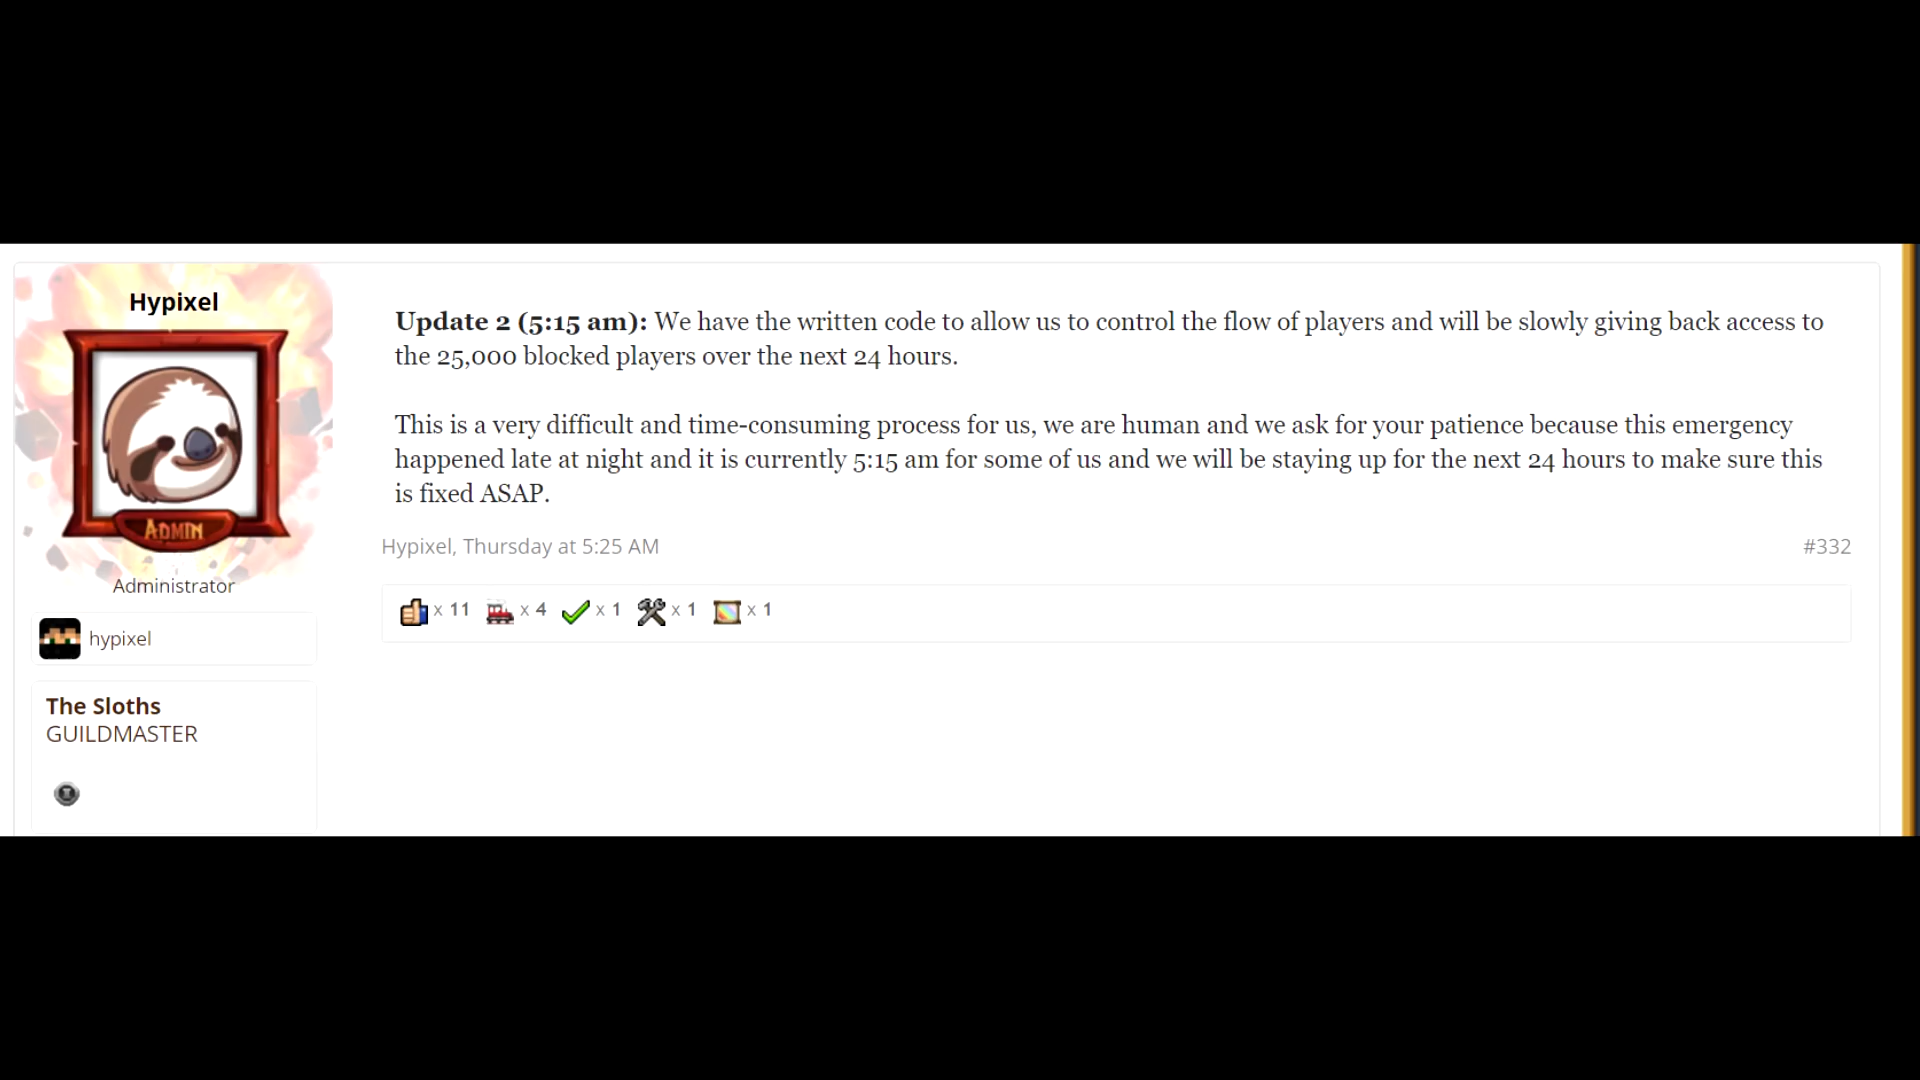 Hypixel
ADMIN
Administrator
hypixel
The Sloths
GUILDMASTER
Update 2 (5:15 am): We have the written code to allow us to control the flow of players and will be slowly giving back access to
the 25,000 blocked players over the next 24 hours.
This is a very difficult and time-consuming process for us, we are human and we ask for your patience because this emergency
happened late at night and it is currently 5:15 am for some of us and we will be staying up for the next 24 hours to make sure this
is fixed ASAP.
Hypixel, Thursday at 5:25 AM #332
x 11 x 4 x 1 x 1 x 1